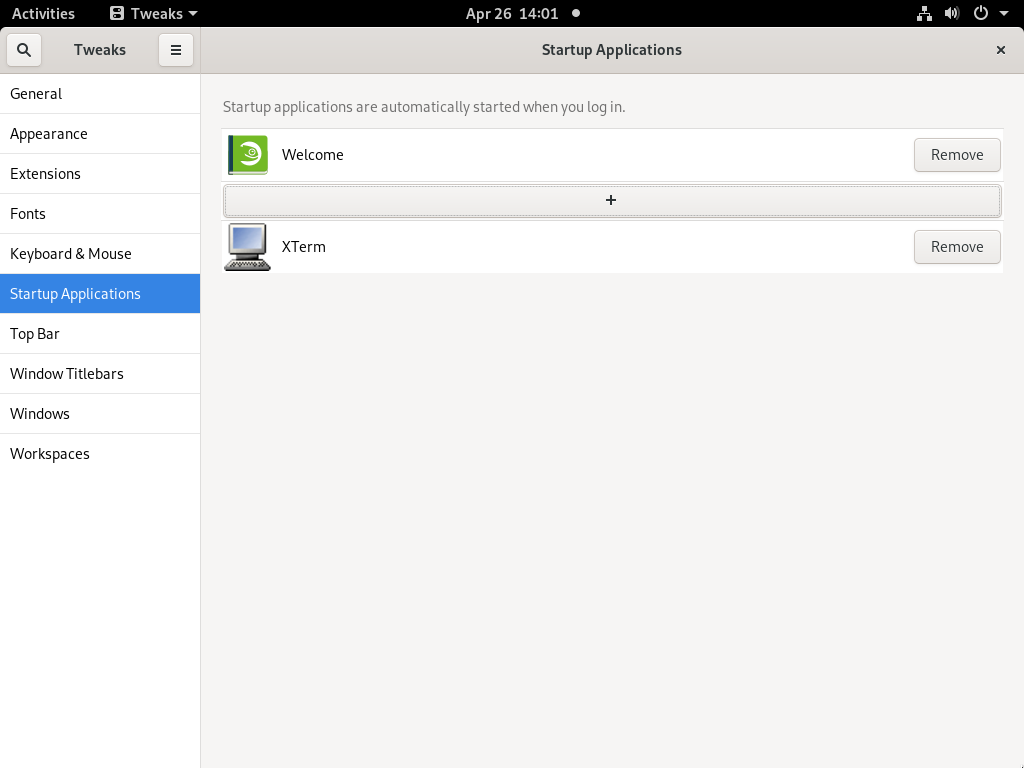 Activities Tweaks Apr 26 14:01
Tweaks Startup Applications
General
Appearance
Extensions
Fonts
Keyboard & Mouse
Startup Applications
Top Bar
Window Titlebars
Windows
Workspaces
Startup applications are automatically started when you log in.
Welcome Remove
+
XTerm Remove